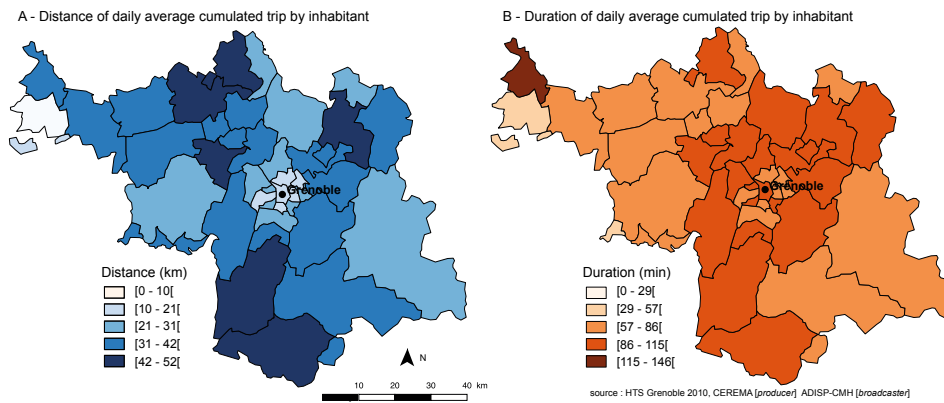 A - Distance of daily average cumulated trip by inhabitant
Grenoble
Distance (km)
[0 - 10[
[10 - 21[
[21 - 31[
[31 - 42[
[42 - 52[
N
0 10 20 30 40 km
B - Duration of daily average cumulated trip by inhabitant
Grenoble
Duration (min)
[0 - 29[
[29 - 57[
[57 - 86[
[86 - 115[
[115 - 146[
source : HTS Grenoble 2010, CEREMA [producer] ADISP-CMH [broadcaster]